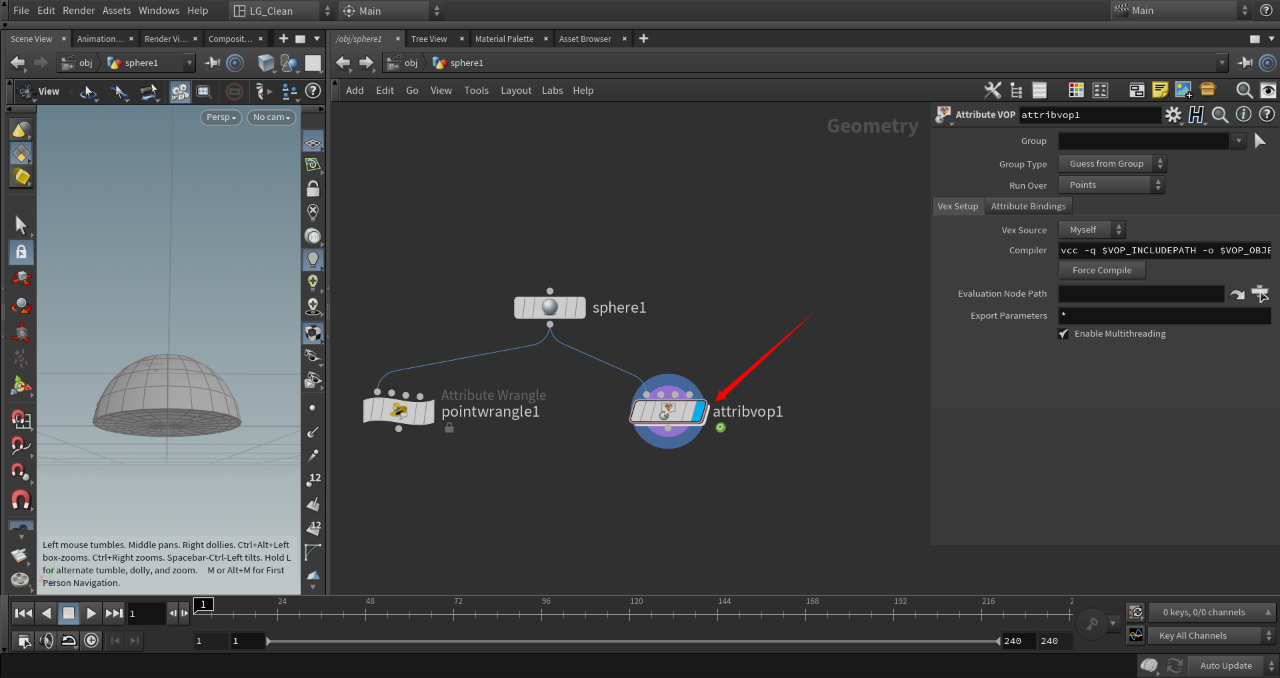 File Edit Render Assets Windows Help LG_Clean Main Main
Scene View Animation... Render Vi... Composit... /obj/sphere1 Tree View Material Palette Asset Browser
obj sphere1 obj sphere1
View Add Edit Go View Tools Layout Labs Help
Persp No cam
Geometry
Attribute VOP attribvop1
Group
Group Type Guess from Group
Run Over Points
Vex Setup Attribute Bindings
Vex Source Myself
Compiler vcc -q $VOP_INCLUDEPATH -o $VOP_OBJE
Force Compile
Evaluation Node Path
Export Parameters *
Enable Multithreading
sphere1
Attribute Wrangle
pointwrangle1
attribvop1
12
12
Left mouse tumbles. Middle pans. Right dollies. Ctrl+Alt+Left
box-zooms. Ctrl+Right zooms. Spacebar-Ctrl-Left tilts. Hold L
for alternate tumble, dolly, and zoom. M or Alt+M for First
Person Navigation.
1 1 24 48 72 96 120 144 168 192 216 2
0 keys, 0/0 channels
1 1 240 240 Key All Channels
Auto Update